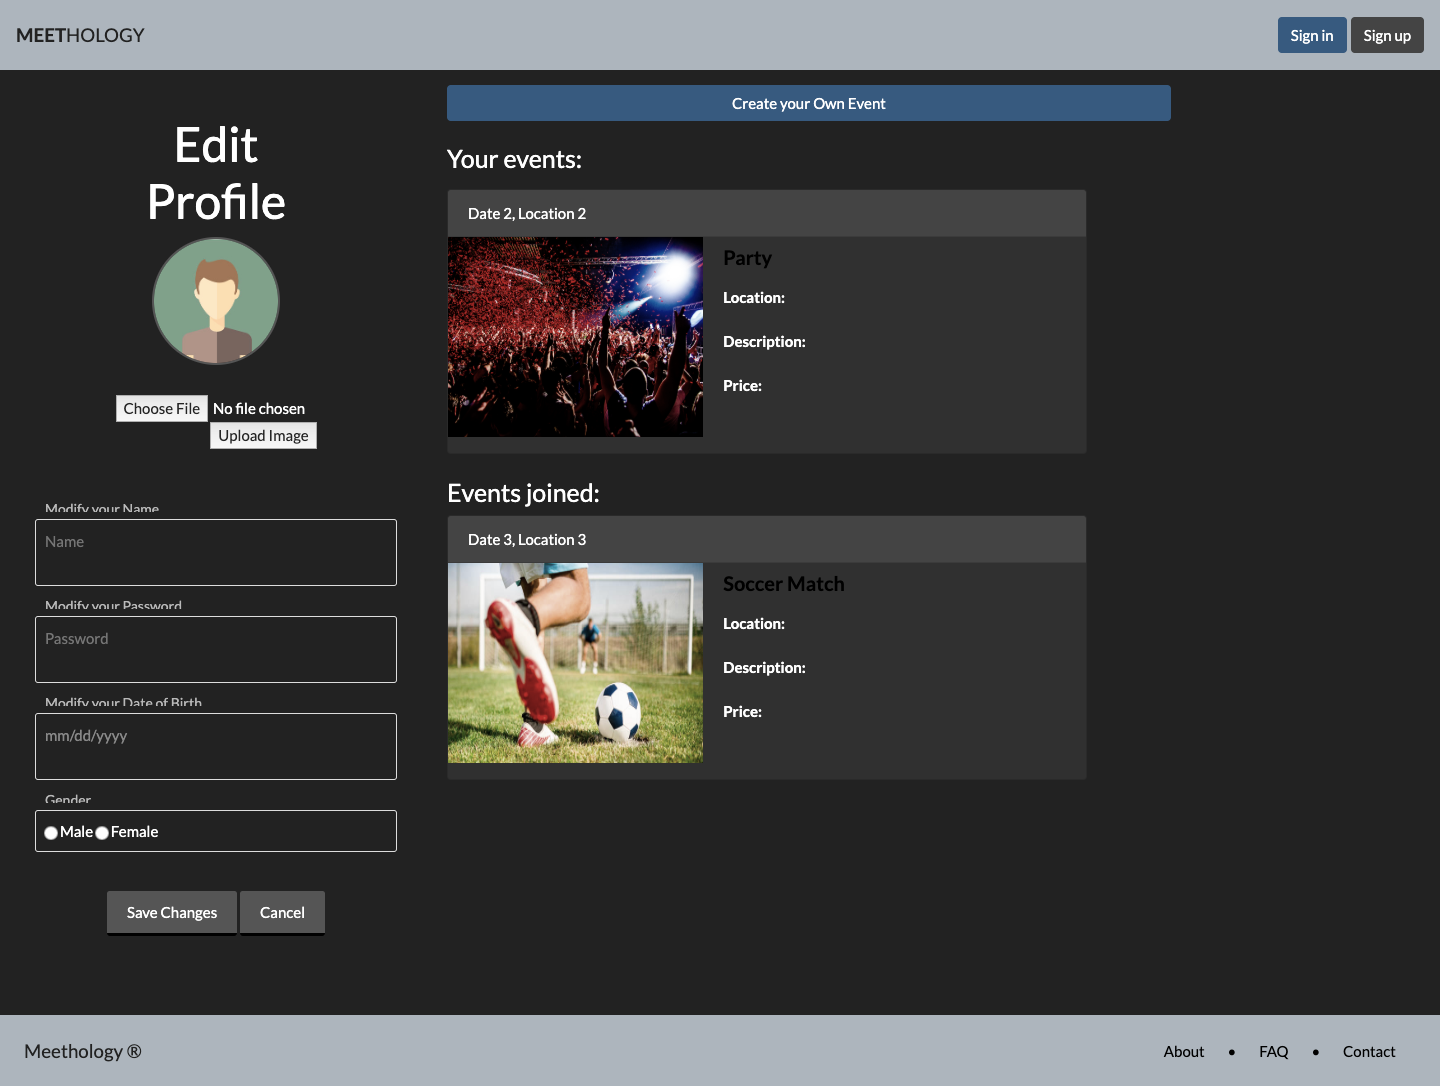 MEETHOLOGY
Sign in
Sign up
Edit
Profile
Choose File No file chosen
Upload Image
Modify your Name
Name
Modify your Password
Password
Modify your Date of Birth
mm/dd/yyyy
Gender
Male Female
Save Changes
Cancel
Create your Own Event
Your events:
Date 2, Location 2
Party
Location:
Description:
Price:
Events joined:
Date 3, Location 3
Soccer Match
Location:
Description:
Price:
Meethology ®
About • FAQ • Contact